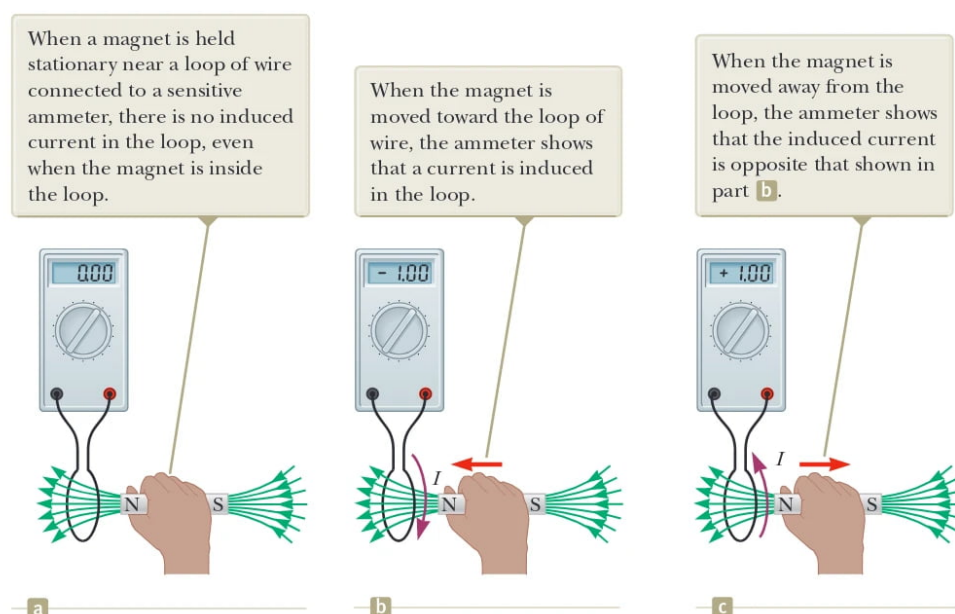 When a magnet is held
stationary near a loop of wire
connected to a sensitive
ammeter, there is no induced
current in the loop, even
when the magnet is inside
the loop.
When the magnet is
moved toward the loop of
wire, the ammeter shows
that a current is induced
in the loop.
When the magnet is
moved away from the
loop, the ammeter shows
that the induced current
is opposite that shown in
part b.
0.00
- 1.00
+ 1.00
N S
I
N S
I
N S
a
b
c